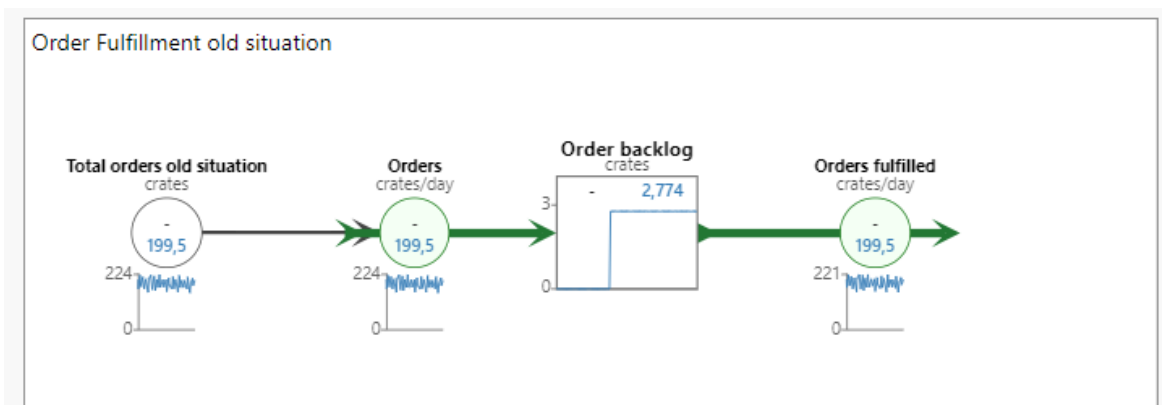 Order Fulfillment old situation
Total orders old situation
crates
-
199,5
224
0
Orders
crates/day
-
199,5
224
0
Order backlog
crates
-
2,774
3
0
Orders fulfilled
crates/day
-
199,5
221
0